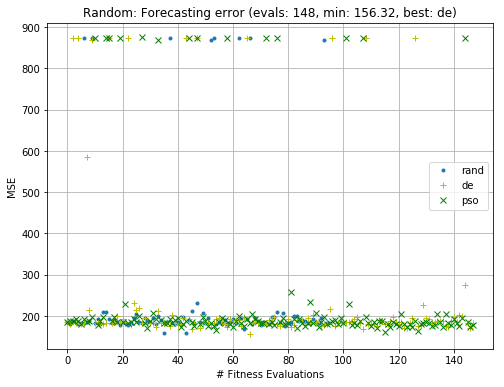 Random: Forecasting error (evals: 148, min: 156.32, best: de)
900
800
700
600
500
400
300
200
MSE
rand
de
pso
0 20 40 60 80 100 120 140
# Fitness Evaluations